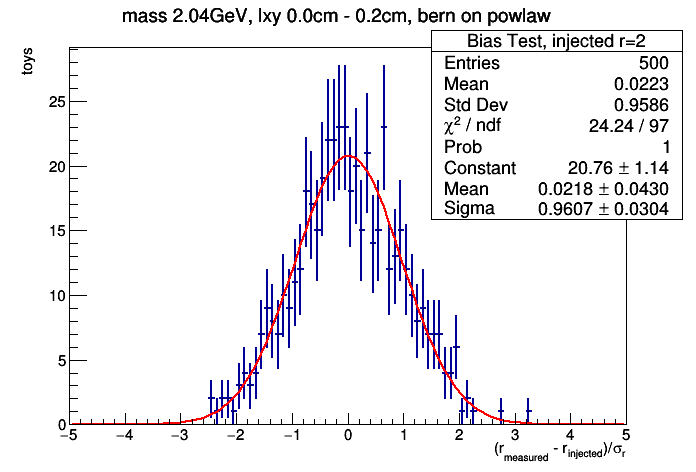 mass 2.04GeV, lxy 0.0cm - 0.2cm, bern on powlaw
toys
Bias Test, injected r=2
Entries 500
Mean 0.0223
Std Dev 0.9586
χ² / ndf 24.24 / 97
Prob 1
Constant 20.76 ± 1.14
Mean 0.0218 ± 0.0430
Sigma 0.9607 ± 0.0304
25
20
15
10
5
0
−5 −4 −3 −2 −1 0 1 2 3 4 5
(r_measured - r_injected)/σ_r